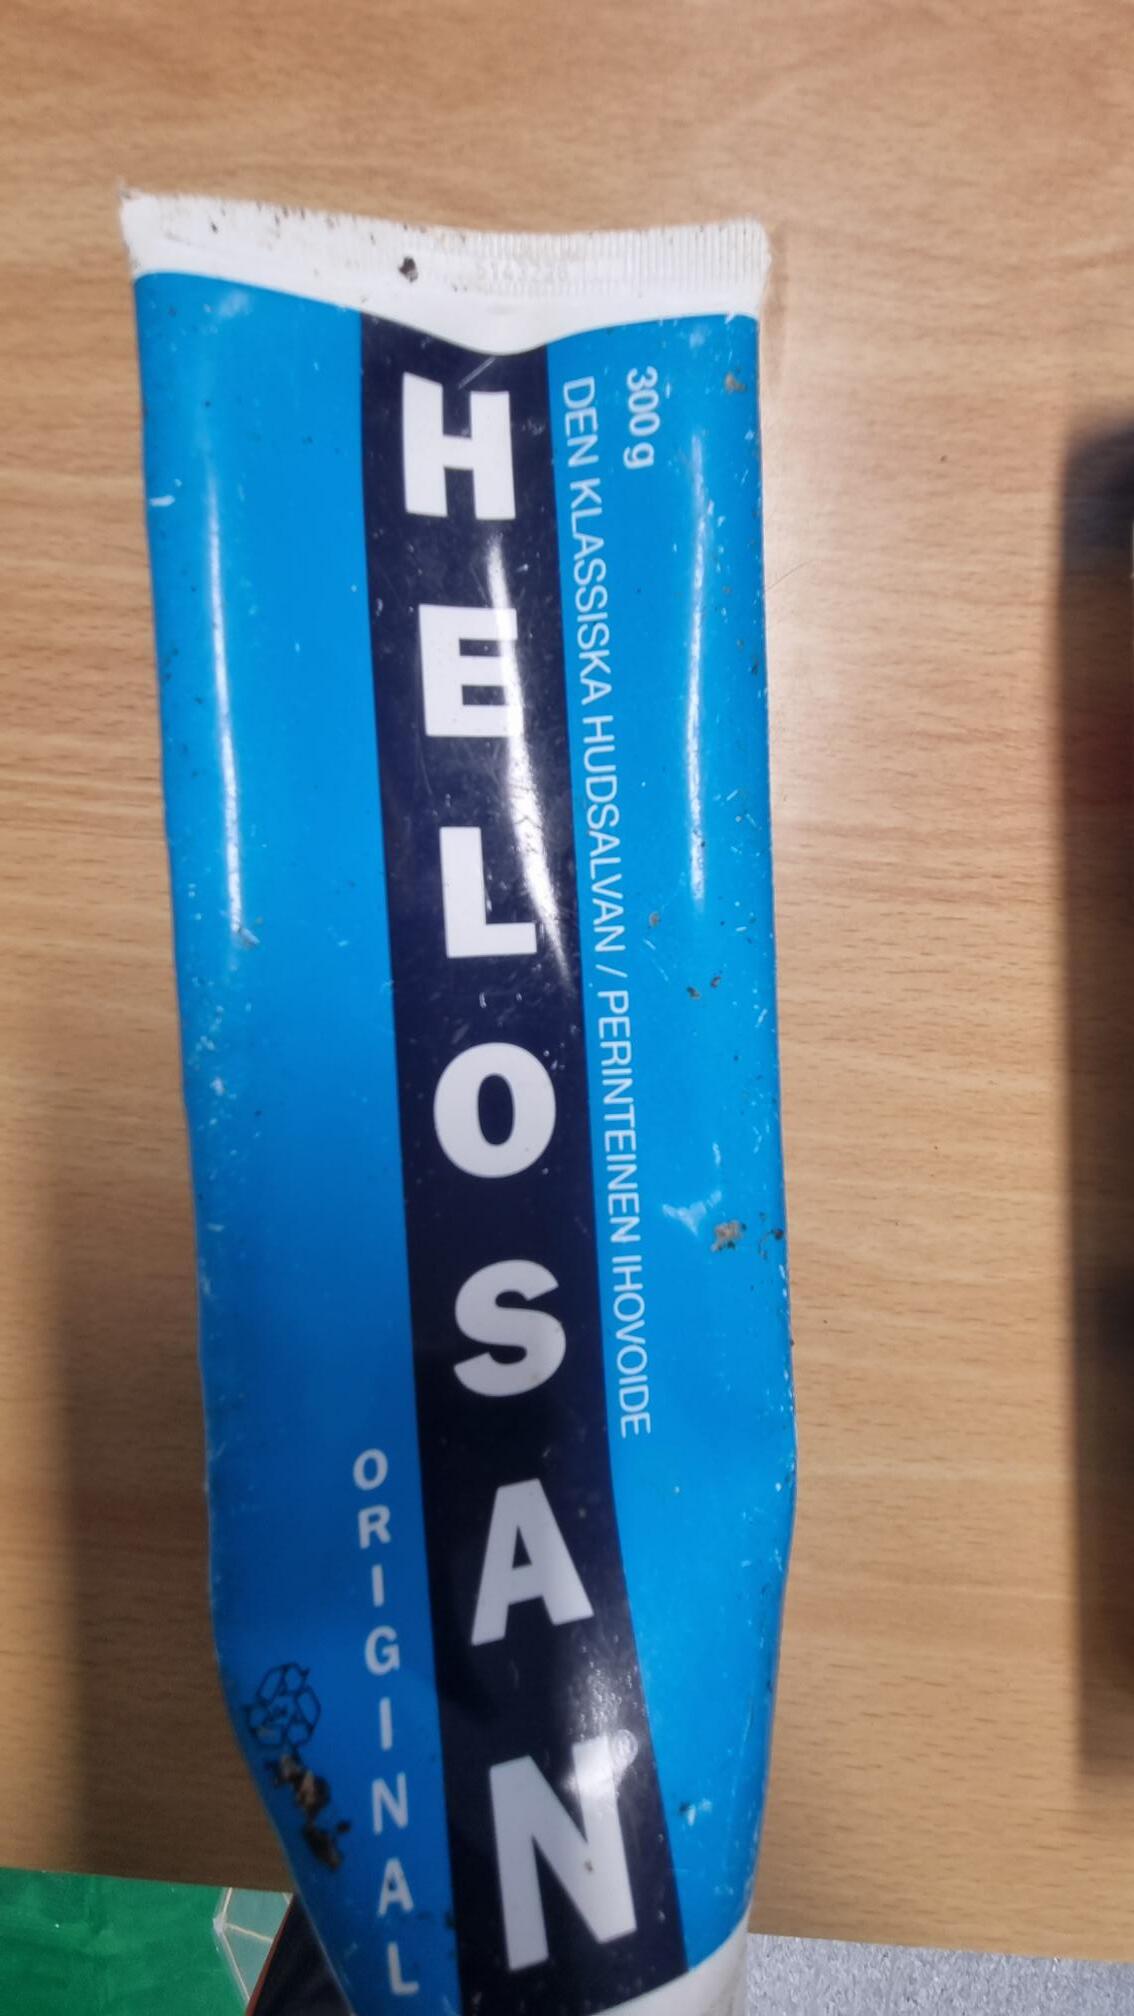 300 g
DEN KLASSISKA HUDSALVAN / PERINTEINEN IHOVOIDE
HELOSAN®
ORIGINAL